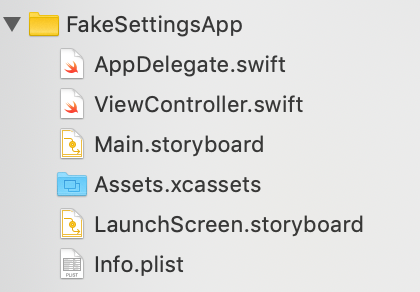 FakeSettingsApp
AppDelegate.swift
ViewController.swift
Main.storyboard
Assets.xcassets
LaunchScreen.storyboard
Info.plist